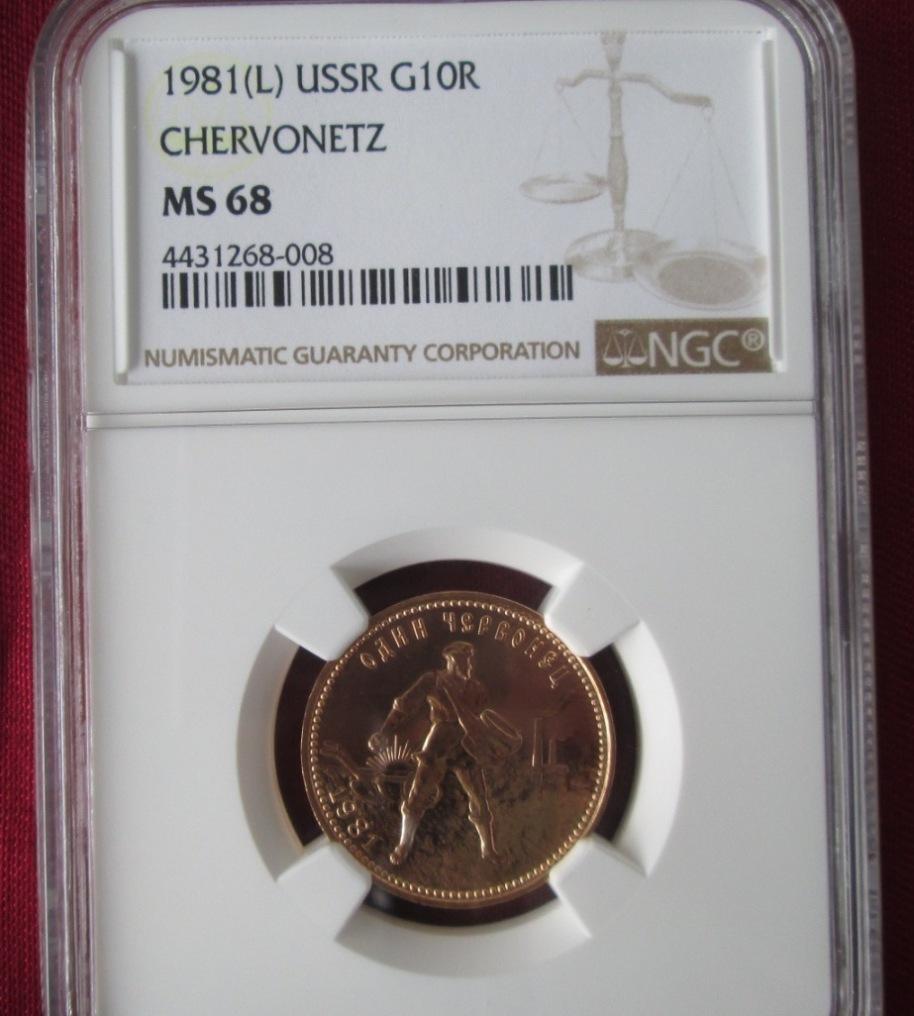 1981(L) USSR G10R
CHERVONETZ
MS 68
4431268-008
NUMISMATIC GUARANTY CORPORATION
NGC®
ОДИН ЧЕРВОНЕЦ
1981